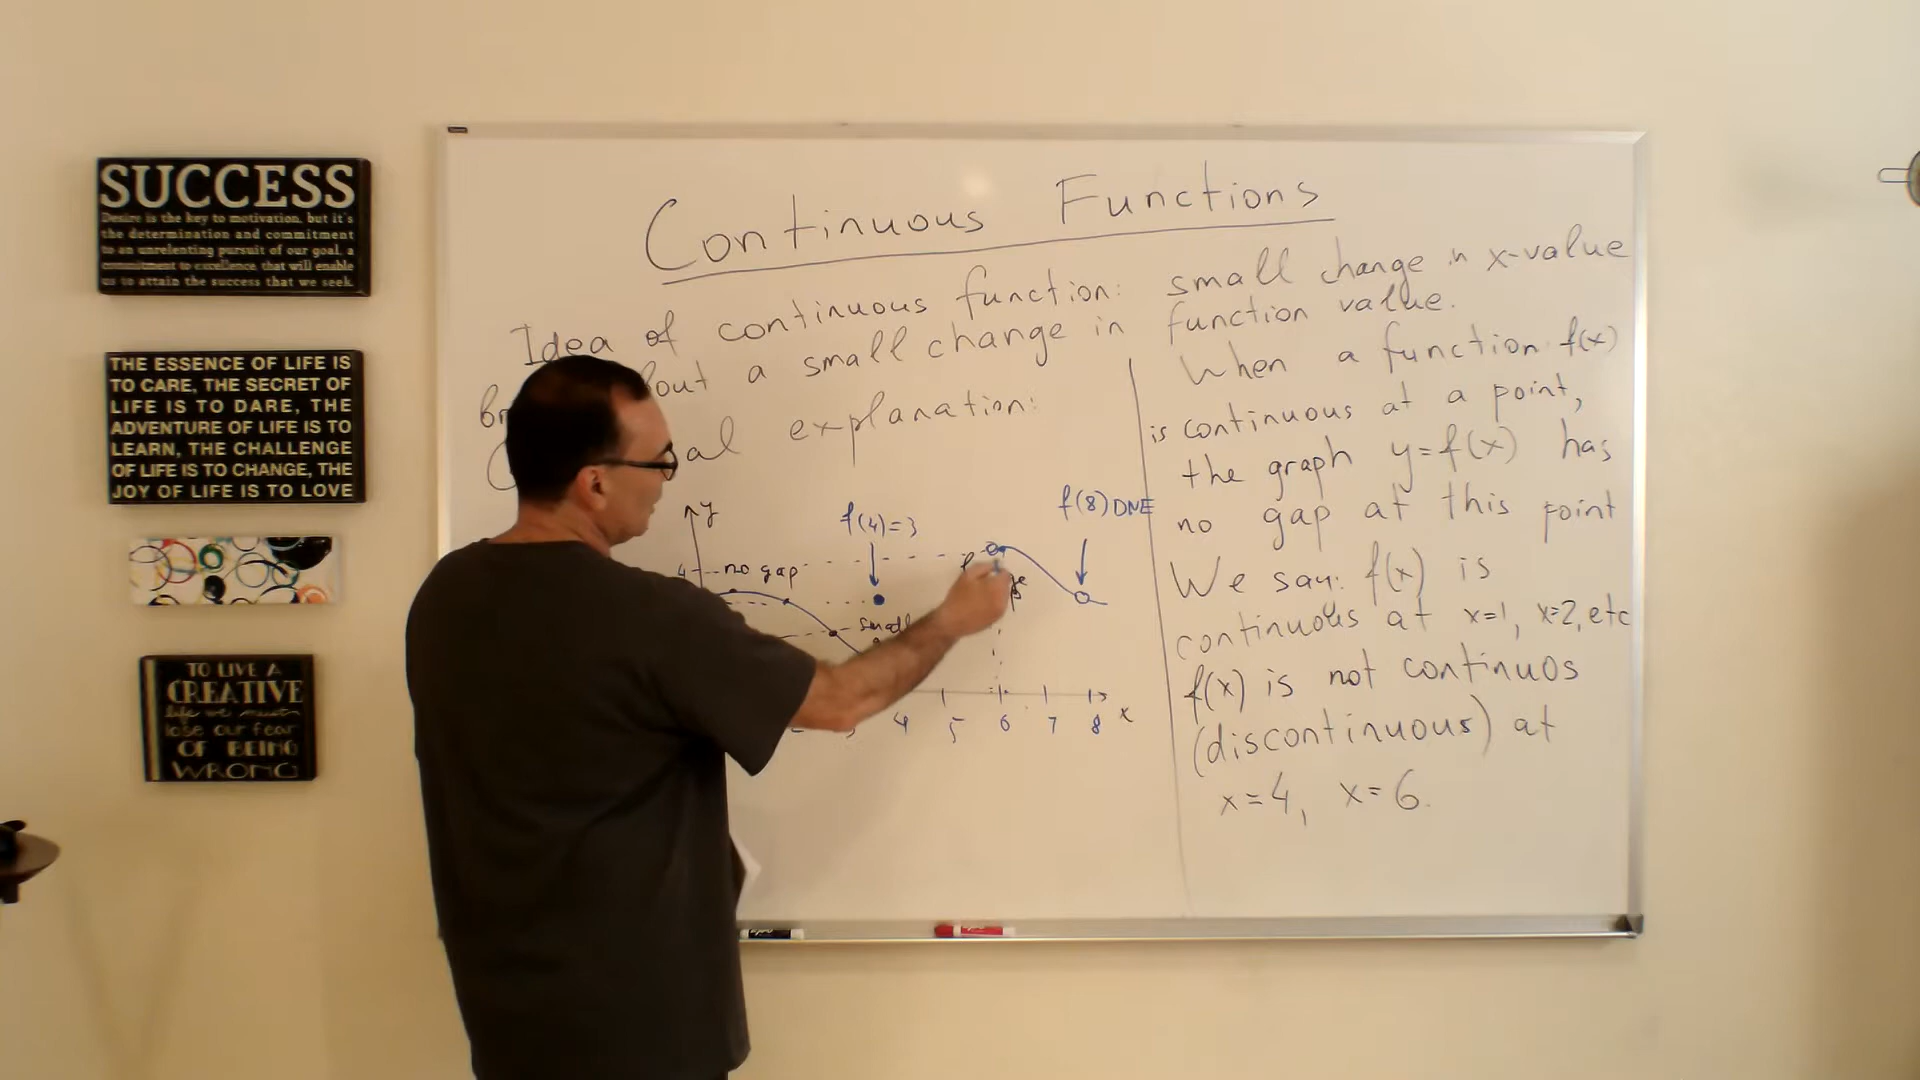 SUCCESS
Desire is the key to motivation, but it's
the determination and commitment
to an unrelenting pursuit of our goal, a
commitment to excellence, that will enable
us to attain the success that we seek.
THE ESSENCE OF LIFE IS
TO CARE, THE SECRET OF
LIFE IS TO DARE, THE
ADVENTURE OF LIFE IS TO
LEARN, THE CHALLENGE
OF LIFE IS TO CHANGE, THE
JOY OF LIFE IS TO LOVE
TO LIVE A
CREATIVE
life we must
lose our fear
OF BEING
WRONG
Continuous Functions
Idea of continuous function: small change in x-value
out a small change in function value.
al explanation:
y
f(4)=3
f(8) DNE
4
no gap
small
4 5 6 7 8 x
When a function f(x)
is continuous at a point,
the graph y=f(x) has
no gap at this point
We say: f(x) is
continuous at x=1, x=2, etc
f(x) is not continuos
(discontinuous) at
x=4, x=6.